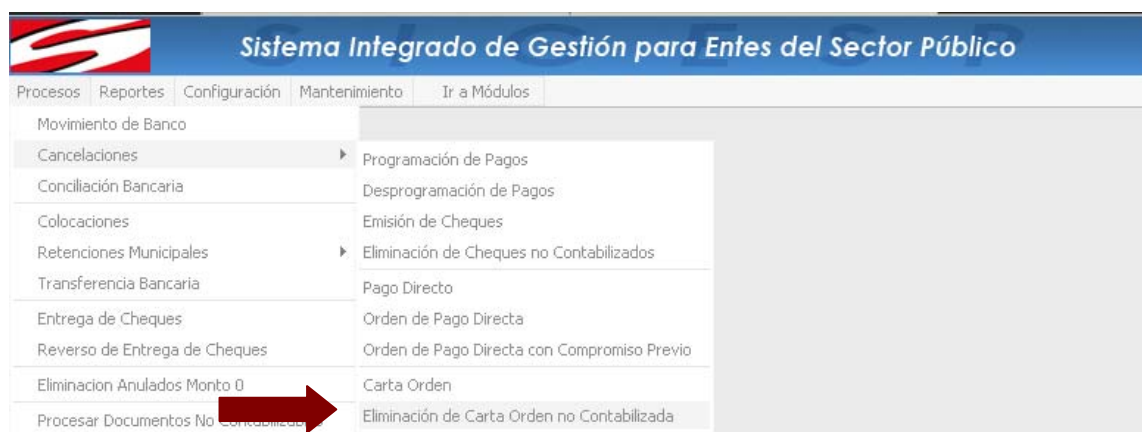 Sistema Integrado de Gestión para Entes del Sector Público
Procesos Reportes Configuración Mantenimiento Ir a Módulos
Movimiento de Banco
Cancelaciones
Conciliación Bancaria
Colocaciones
Retenciones Municipales
Transferencia Bancaria
Entrega de Cheques
Reverso de Entrega de Cheques
Eliminacion Anulados Monto 0
Procesar Documentos No
Programación de Pagos
Desprogramación de Pagos
Emisión de Cheques
Eliminación de Cheques no Contabilizados
Pago Directo
Orden de Pago Directa
Orden de Pago Directa con Compromiso Previo
Carta Orden
Eliminación de Carta Orden no Contabilizada